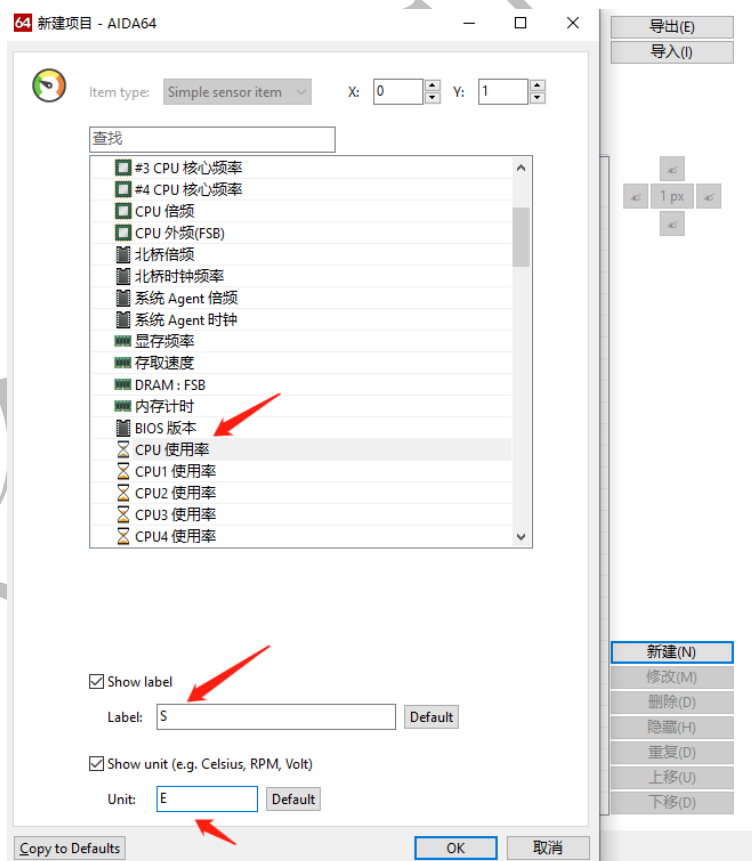 64 新建项目 - AIDA64
导出(E)
导入(I)
Item type: Simple sensor item X: 0 Y: 1
查找
#3 CPU 核心频率
#4 CPU 核心频率
CPU 倍频
CPU 外频(FSB)
北桥倍频
北桥时钟频率
系统 Agent 倍频
系统 Agent 时钟
显存频率
存取速度
DRAM : FSB
内存计时
BIOS 版本
CPU 使用率
CPU1 使用率
CPU2 使用率
CPU3 使用率
CPU4 使用率
1 px
Show label
Label: S Default
Show unit (e.g. Celsius, RPM, Volt)
Unit: E Default
Copy to Defaults OK 取消
新建(N)
修改(M)
删除(D)
隐藏(H)
重复(D)
上移(U)
下移(D)